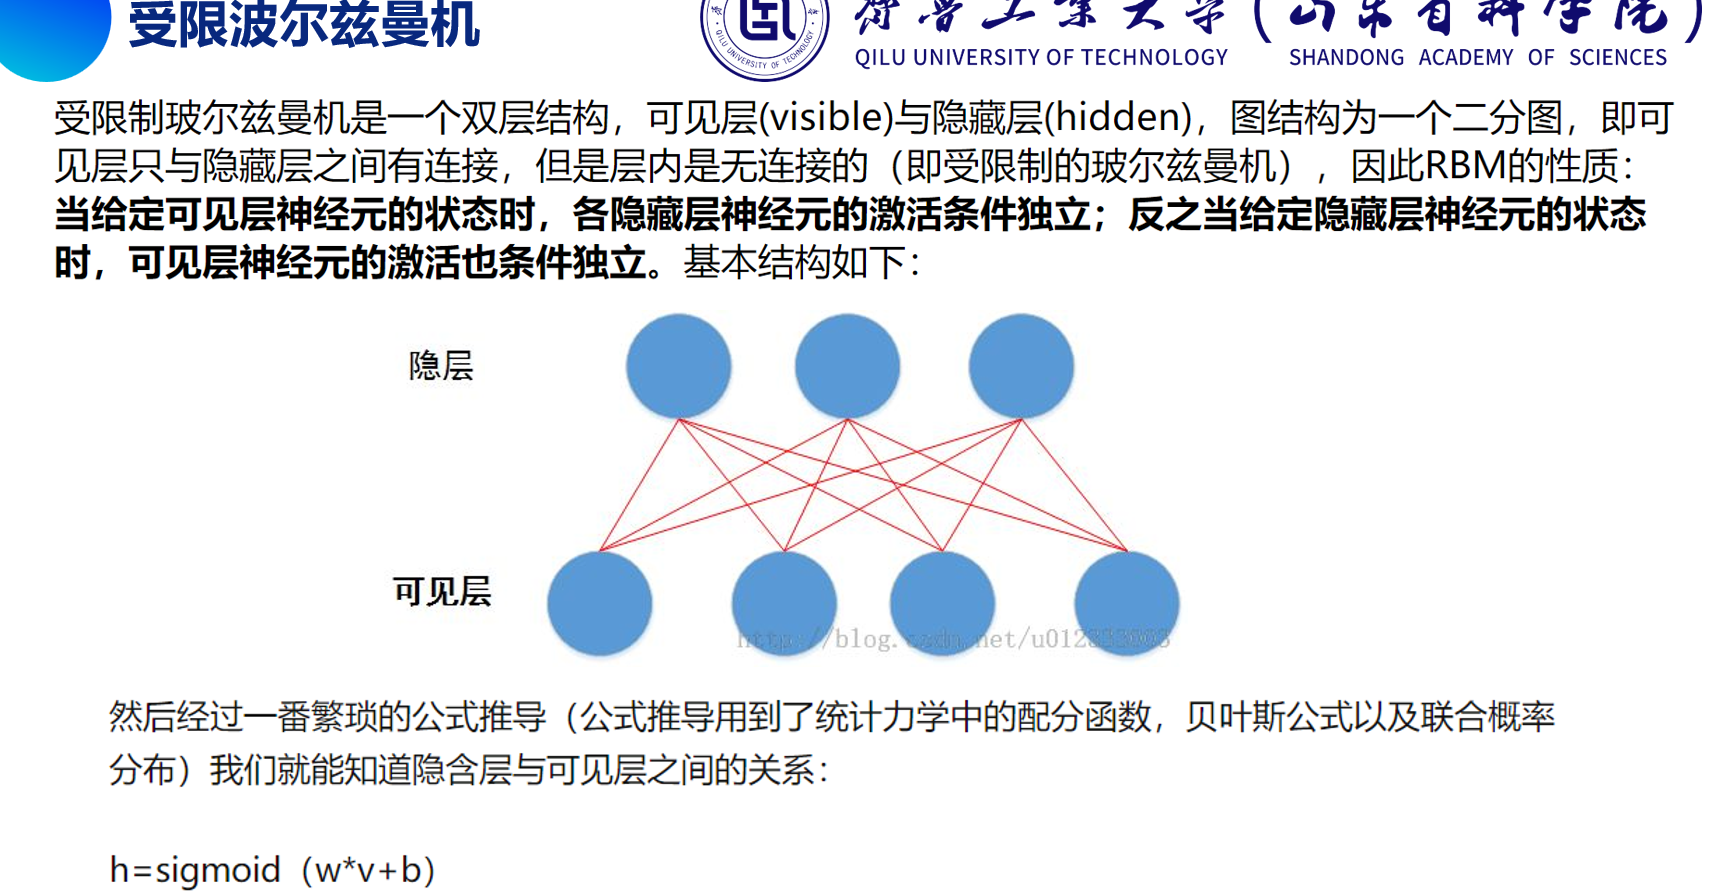 受限波尔兹曼机
齐鲁工业大学(山东省科学院)
QILU UNIVERSITY OF TECHNOLOGY SHANDONG ACADEMY OF SCIENCES
QILU UNIVERSITY OF TECHNOLOGY
受限制玻尔兹曼机是一个双层结构，可见层(visible)与隐藏层(hidden)，图结构为一个二分图，即可
见层只与隐藏层之间有连接，但是层内是无连接的（即受限制的玻尔兹曼机），因此RBM的性质：
当给定可见层神经元的状态时，各隐藏层神经元的激活条件独立；反之当给定隐藏层神经元的状态
时，可见层神经元的激活也条件独立。基本结构如下：
隐层
可见层
http://blog.csdn.net/u012333003
然后经过一番繁琐的公式推导（公式推导用到了统计力学中的配分函数，贝叶斯公式以及联合概率
分布）我们就能知道隐含层与可见层之间的关系：
h=sigmoid（w*v+b）